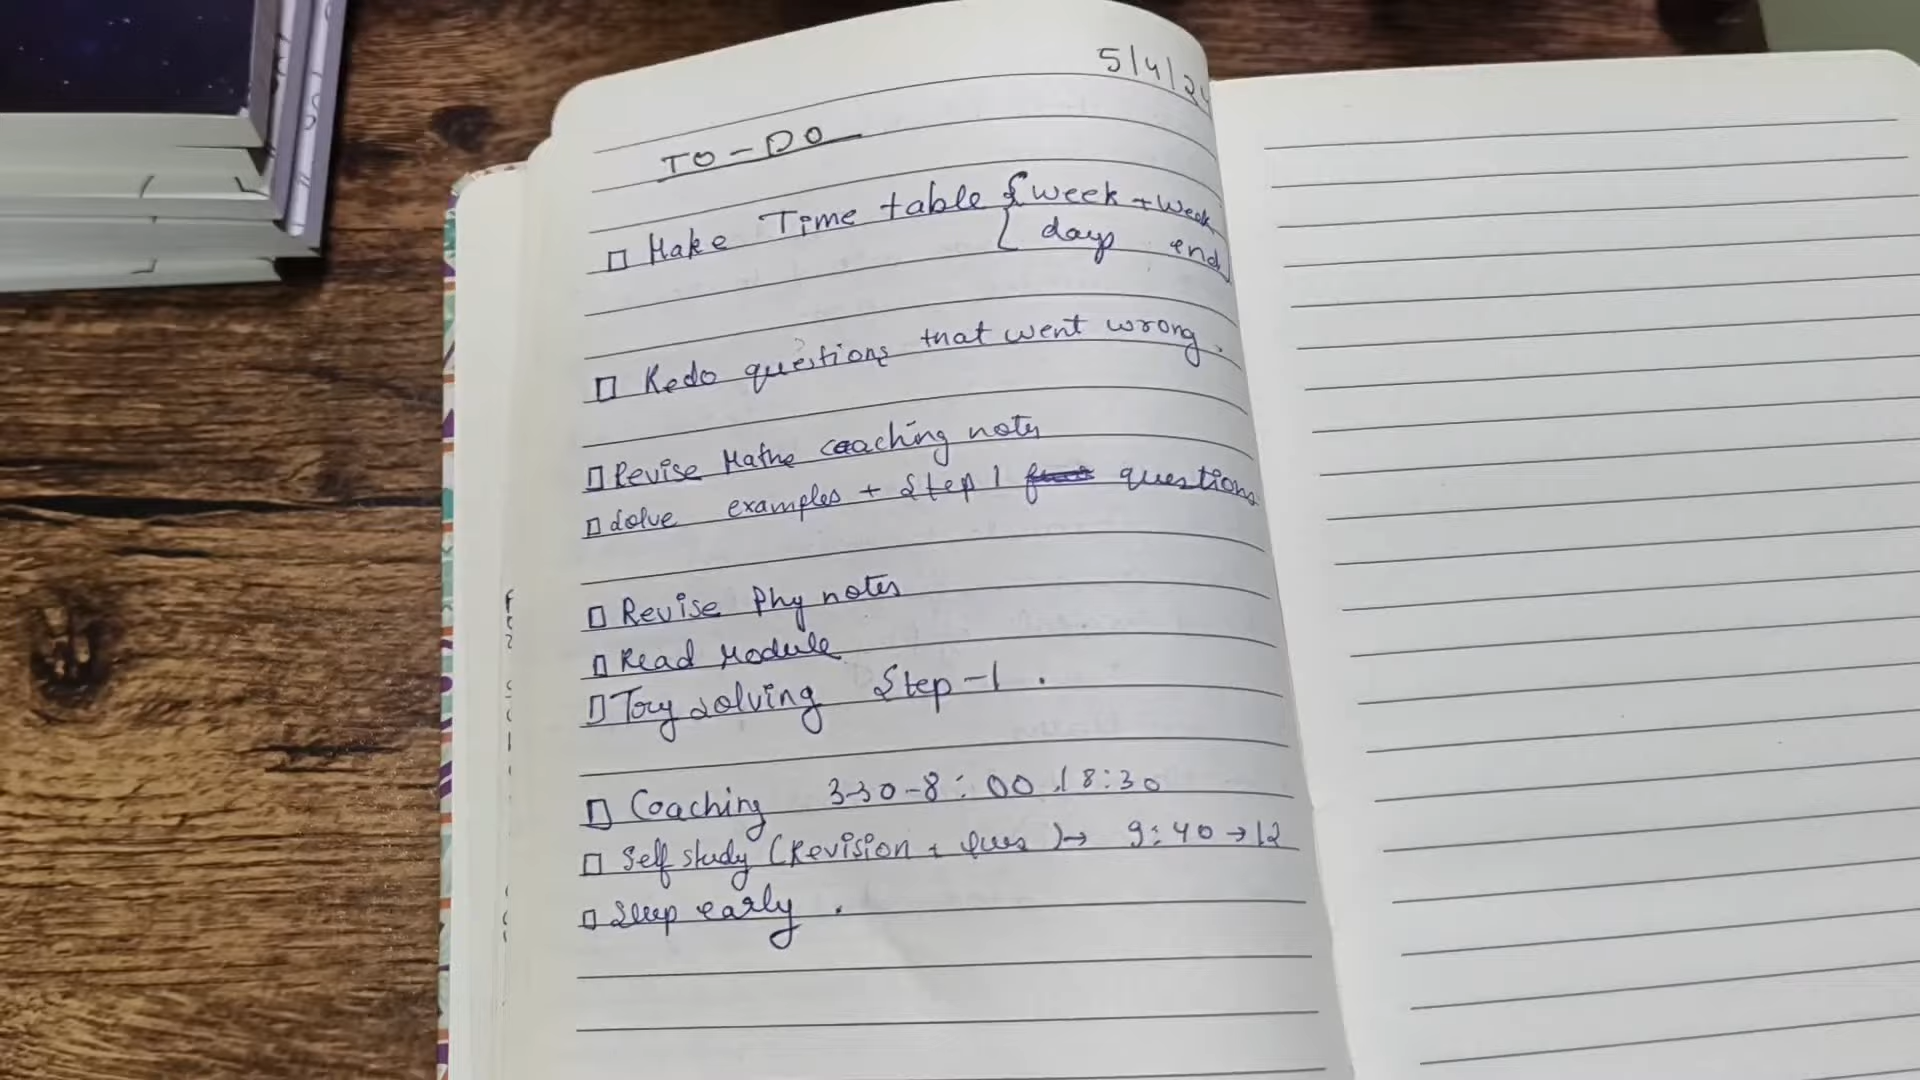 5/4/24
TO-DO
Make Time table { week + week
days end
Redo questions that went wrong.
Revise Maths coaching notes
Solve examples + Step 1 questions
Revise Phy notes
Read Module
Try solving Step-1.
Coaching 3-30-8:00 / 8:30
Self study (Revision + Ques) → 9:40 → 12
Sleep early.